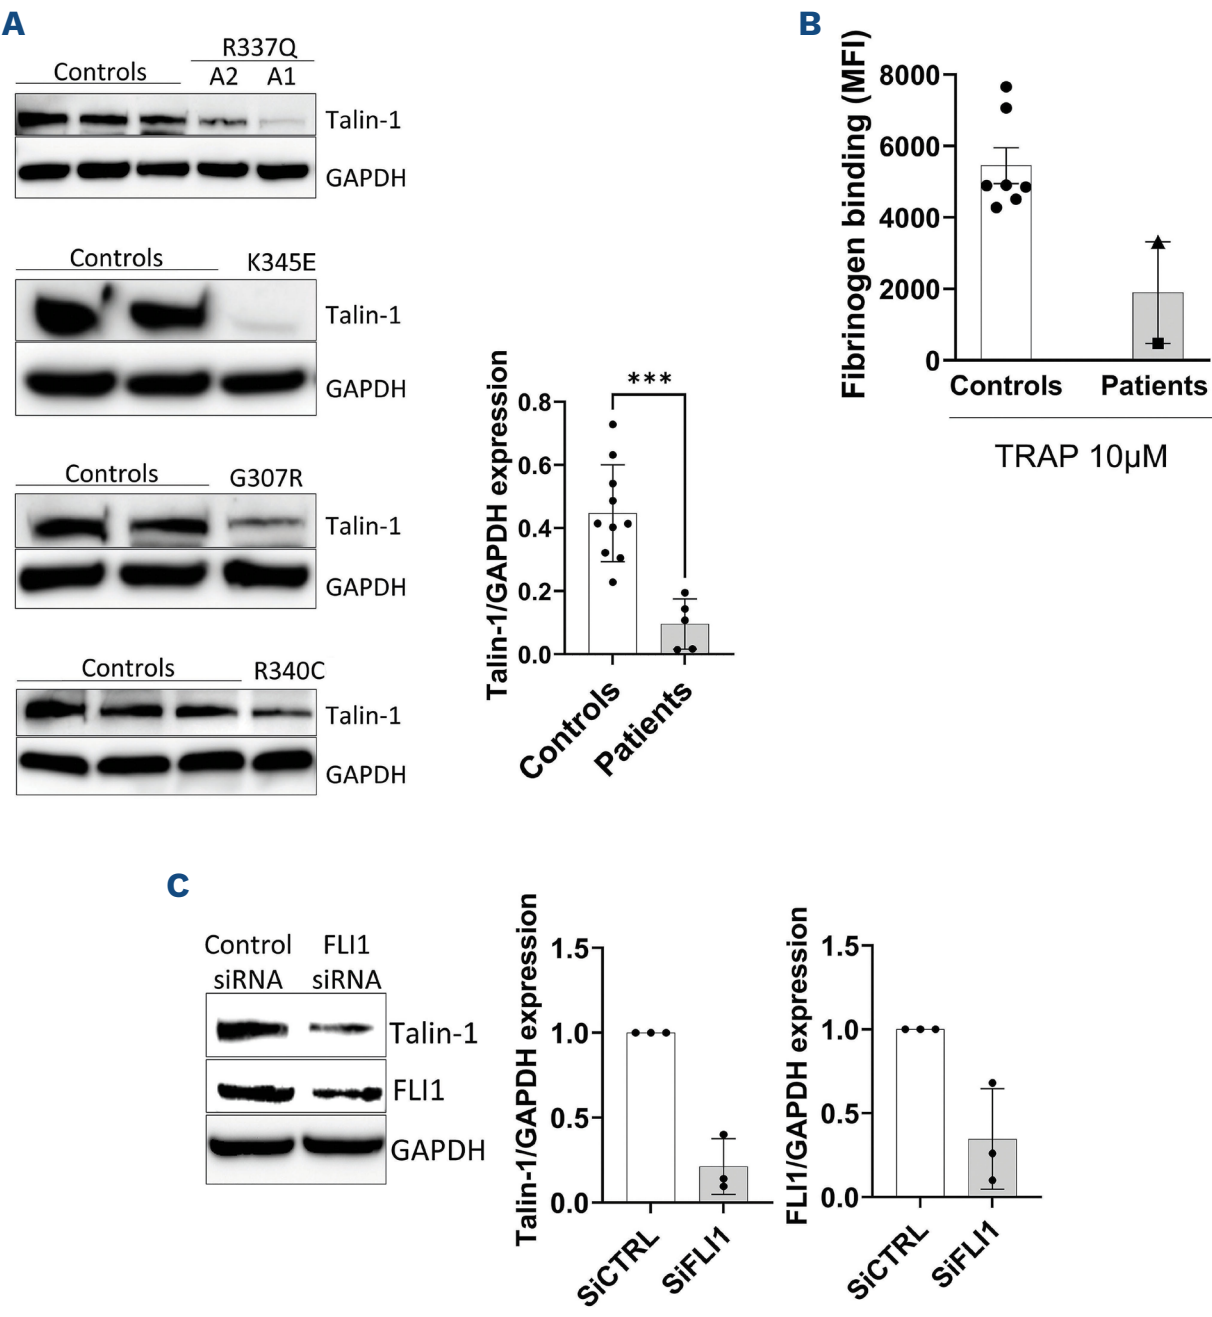 A
R337Q
Controls
A2
A1
Talin-1
GAPDH
Controls
K345E
Talin-1
GAPDH
Controls
G307R
Talin-1
GAPDH
Controls
R340C
Talin-1
GAPDH
Talin-1/GAPDH expression
0.8
0.6
0.4
0.2
0.0
***
Controls
Patients
B
Fibrinogen binding (MFI)
8000
6000
4000
2000
0
Controls
Patients
TRAP 10µM
C
Control siRNA
FLI1 siRNA
Talin-1
FLI1
GAPDH
Talin-1/GAPDH expression
1.5
1.0
0.5
0.0
SiCTRL
SiFLI1
FLI1/GAPDH expression
1.5
1.0
0.5
0.0
SiCTRL
SiFLI1